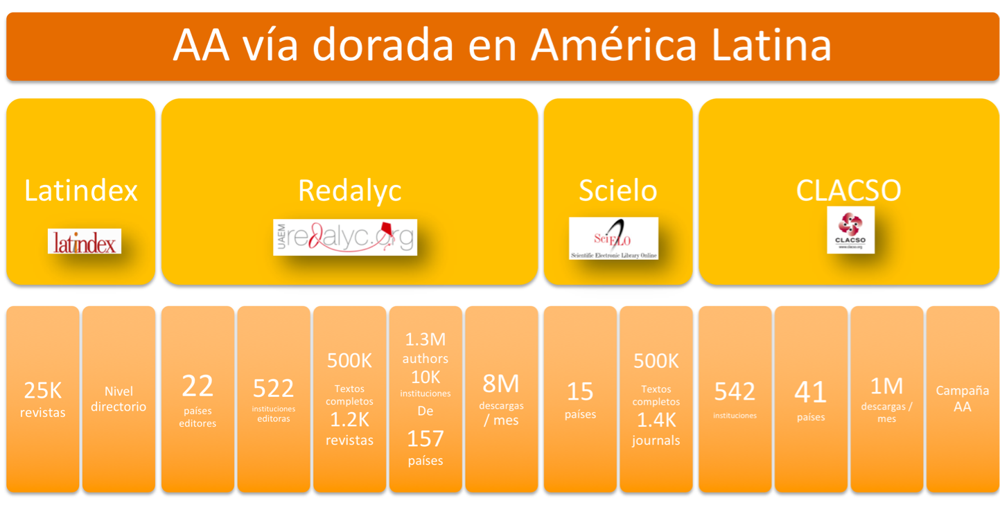 AA vía dorada en América Latina
Latindex
latindex
Redalyc
UAEM
redalyc.org
Scielo
SciELO
Scientific Electronic Library Online
CLACSO
CLACSO
www.clacso.org
25K
revistas
Nivel
directorio
22
países
editores
522
instituciones
editoras
500K
Textos
completos
1.2K
revistas
1.3M
authors
10K
instituciones
De
157
países
8M
descargas
/ mes
15
países
500K
Textos
completos
1.4K
journals
542
instituciones
41
países
1M
descargas /
mes
Campaña
AA